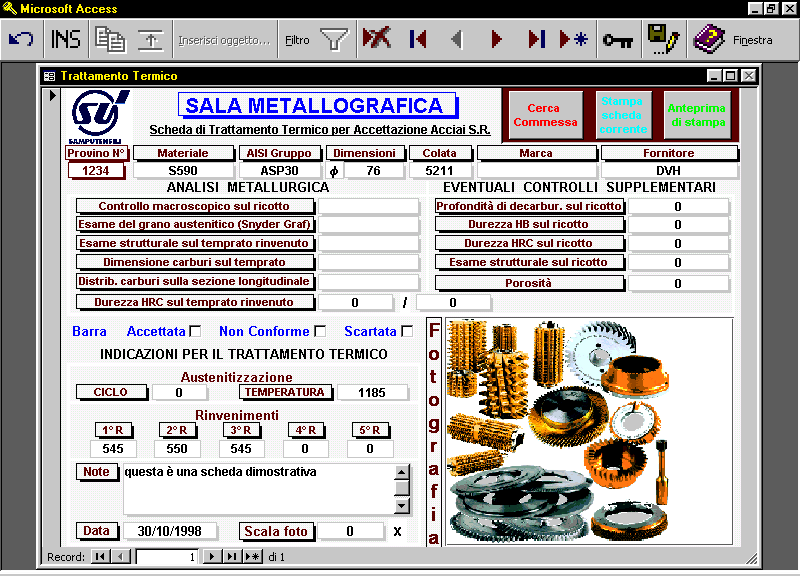 Microsoft Access
INS
Inserisci oggetto...
Filtro
Finestra
Trattamento Termico
SU
SAMPUTENSILI
SALA METALLOGRAFICA
Scheda di Trattamento Termico per Accettazione Acciai S.R.
Cerca
Commessa
Stampa
scheda
corrente
Anteprima
di stampa
Provino N° Materiale AISI Gruppo Dimensioni Colata Marca Fornitore
1234 S590 ASP30 ϕ 76 5211 DVH
ANALISI METALLURGICA
Controllo macroscopico sul ricotto
Esame del grano austenitico (Snyder Graf)
Esame strutturale sul temprato rinvenuto
Dimensione carburi sul temprato
Distrib. carburi sulla sezione longitudinale
Durezza HRC sul temprato rinvenuto 0 / 0
EVENTUALI CONTROLLI SUPPLEMENTARI
Profondità di decarbur. sul ricotto 0
Durezza HB sul ricotto 0
Durezza HRC sul ricotto 0
Esame strutturale sul ricotto 0
Porosità 0
Barra Accettata Non Conforme Scartata
INDICAZIONI PER IL TRATTAMENTO TERMICO
Austenitizzazione
CICLO 0 TEMPERATURA 1185
Rinvenimenti
1° R 2° R 3° R 4° R 5° R
545 550 545 0 0
Note questa è una scheda dimostrativa
Data 30/10/1998 Scala foto 0 x
Fotografia
Record: 1 di 1